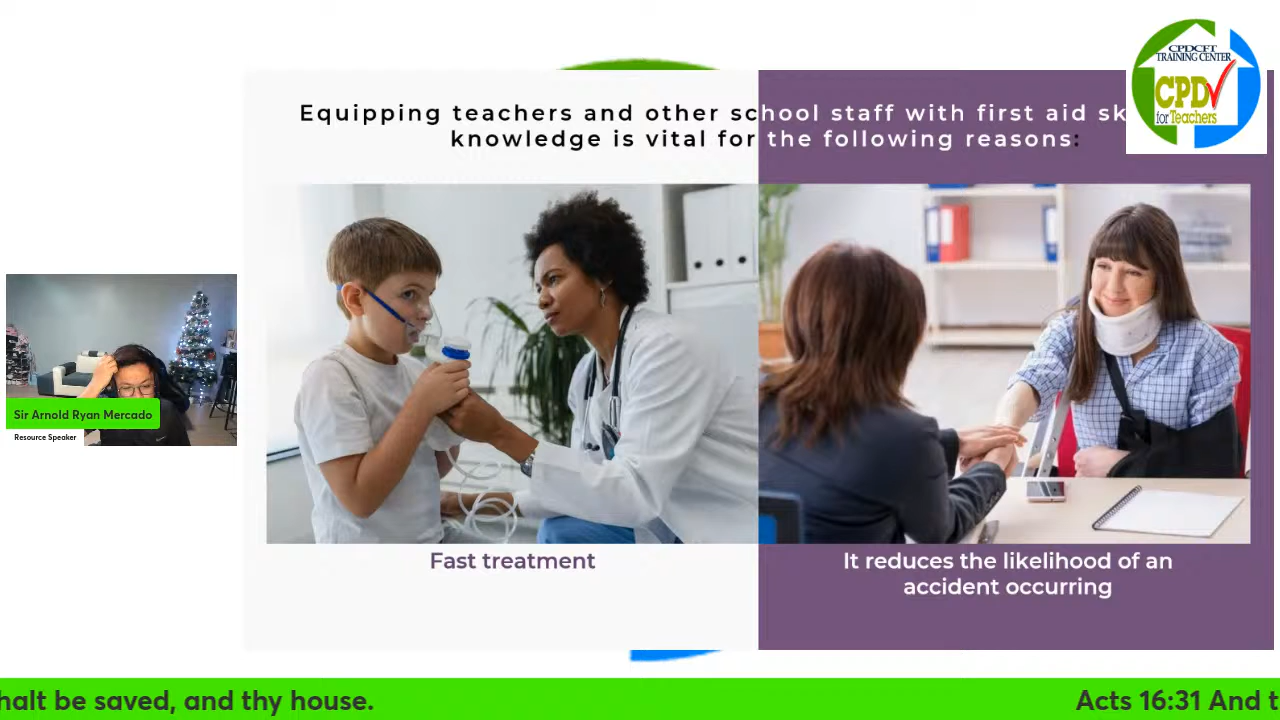 CPDCFT
TRAINING CENTER
CPD
for Teachers
Equipping teachers and other school staff with first aid
knowledge is vital for the following reasons:
Sir Arnold Ryan Mercado
Resource Speaker
Fast treatment
It reduces the likelihood of an
accident occurring
halt be saved, and thy house.
Acts 16:31 And t